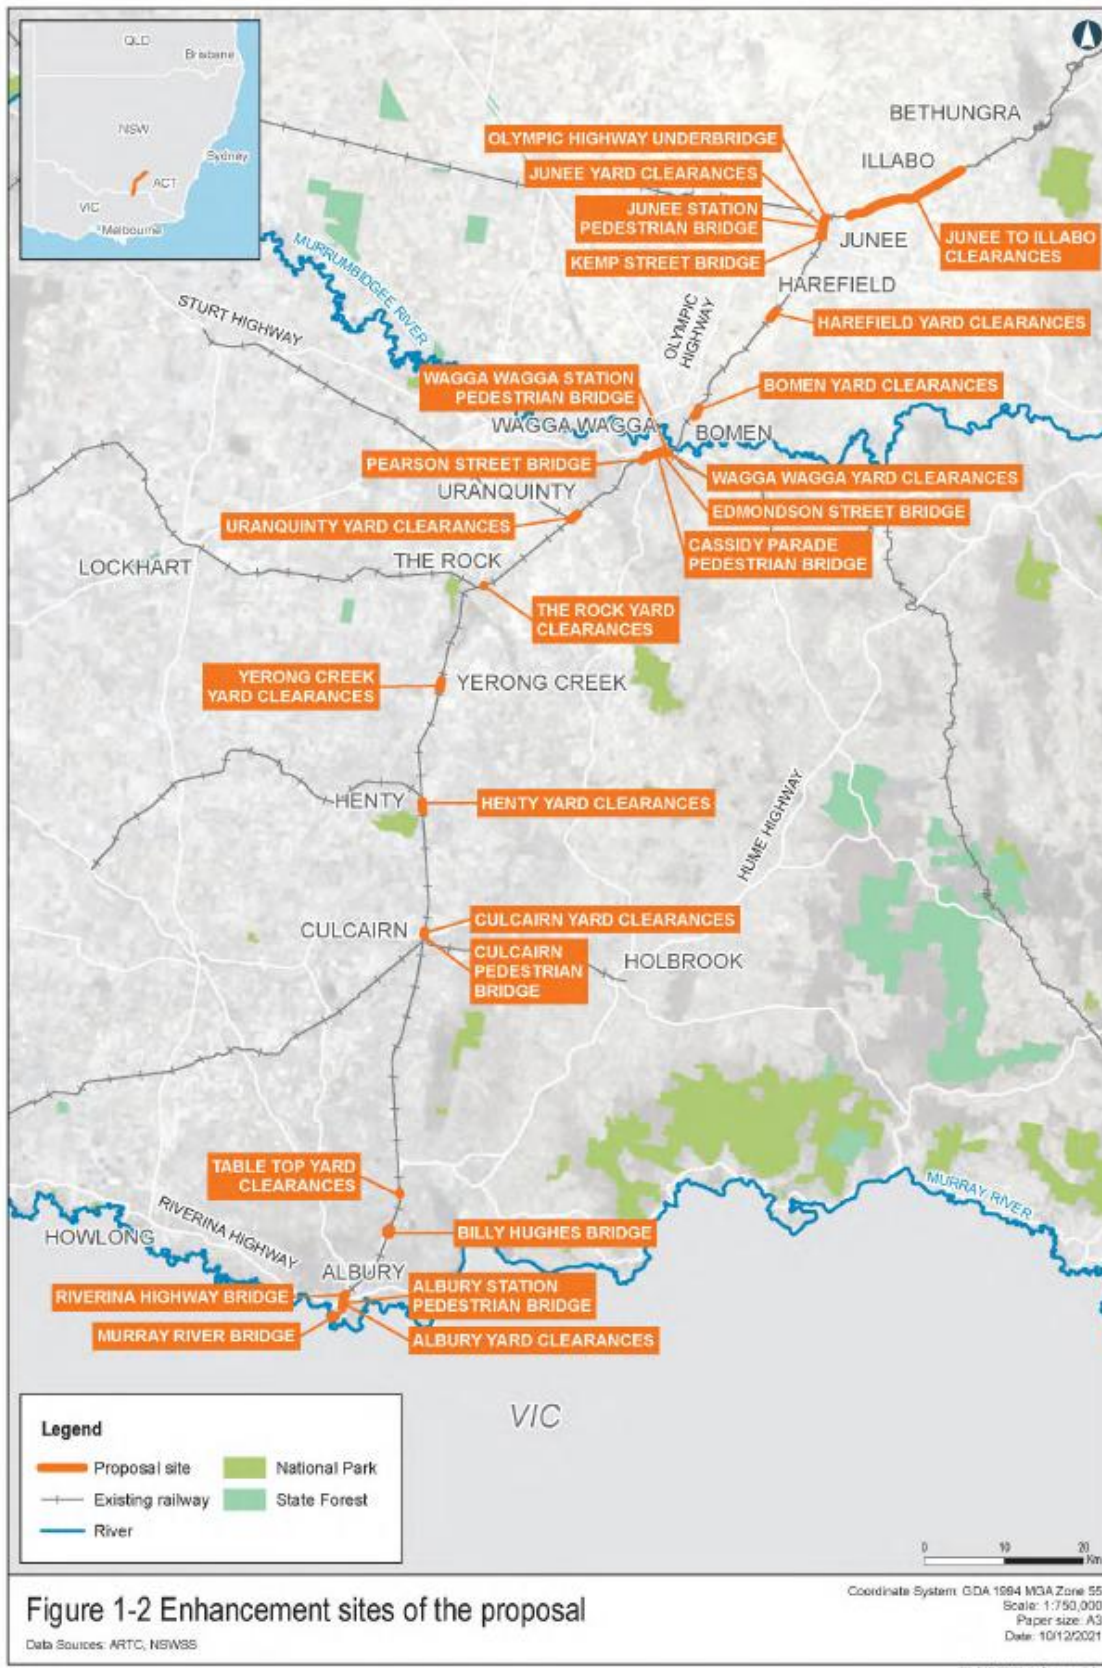 QLD
Brisbane
NSW
Sydney
ACT
VIC
Melbourne
BETHUNGRA
OLYMPIC HIGHWAY UNDERBRIDGE
ILLABO
JUNEE YARD CLEARANCES
JUNEE STATION
PEDESTRIAN BRIDGE
JUNEE
JUNEE TO ILLABO
CLEARANCES
KEMP STREET BRIDGE
MURRUMBIDGEE RIVER
HAREFIELD
STURT HIGHWAY
OLYMPIC
HIGHWAY
HAREFIELD YARD CLEARANCES
WAGGA WAGGA STATION
PEDESTRIAN BRIDGE
BOMEN YARD CLEARANCES
WAGGA WAGGA
BOMEN
PEARSON STREET BRIDGE
WAGGA WAGGA YARD CLEARANCES
URANQUINTY
EDMONDSON STREET BRIDGE
URANQUINTY YARD CLEARANCES
CASSIDY PARADE
PEDESTRIAN BRIDGE
LOCKHART
THE ROCK
THE ROCK YARD
CLEARANCES
YERONG CREEK
YARD CLEARANCES
YERONG CREEK
HENTY
HENTY YARD CLEARANCES
HUME HIGHWAY
CULCAIRN
CULCAIRN YARD CLEARANCES
CULCAIRN
PEDESTRIAN
BRIDGE
HOLBROOK
TABLE TOP YARD
CLEARANCES
MURRAY RIVER
RIVERINA HIGHWAY
HOWLONG
BILLY HUGHES BRIDGE
ALBURY
RIVERINA HIGHWAY BRIDGE
ALBURY STATION
PEDESTRIAN BRIDGE
MURRAY RIVER BRIDGE
ALBURY YARD CLEARANCES
VIC
Legend
Proposal site
National Park
Existing railway
State Forest
River
0 10 20
Km
Figure 1-2 Enhancement sites of the proposal
Data Sources: ARTC, NSWSS
Coordinate System: GDA 1994 MGA Zone 55
Scale: 1:750,000
Paper size: A3
Date: 10/12/2021